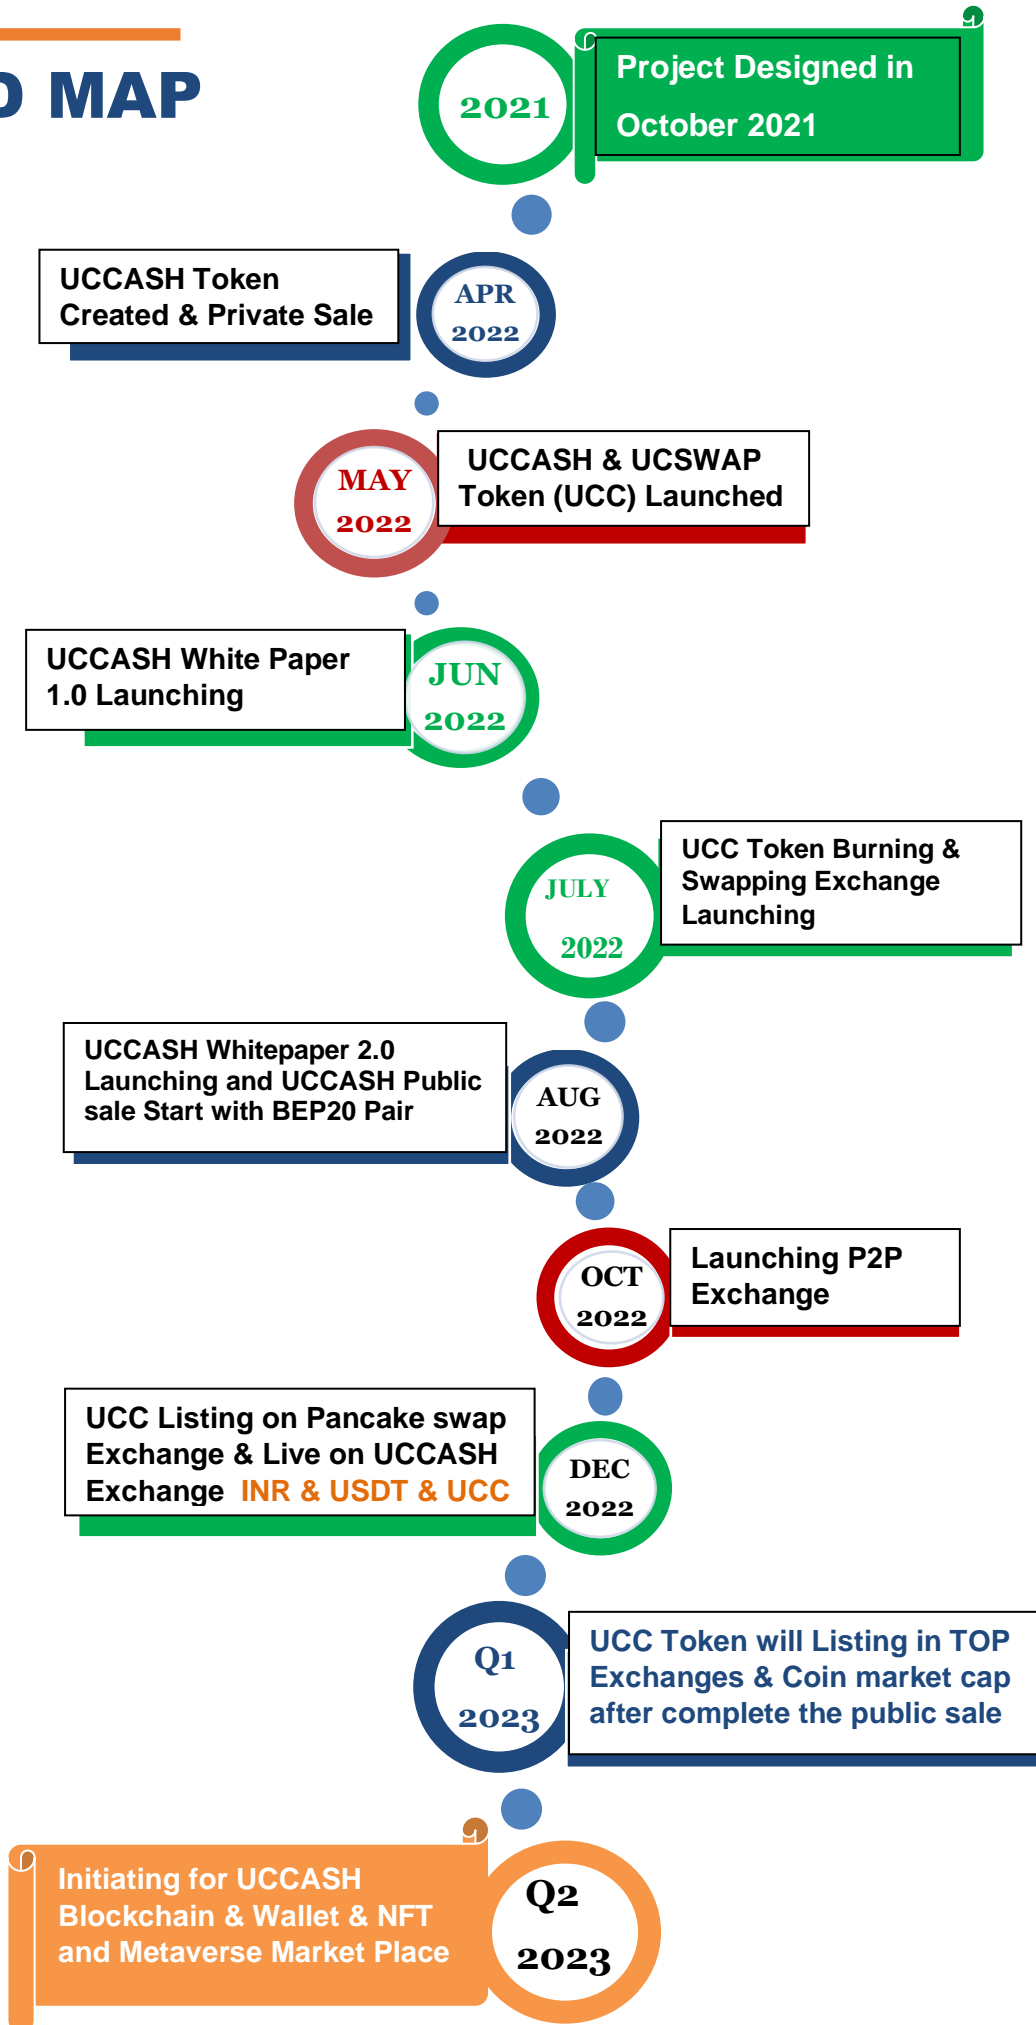 D MAP
2021
Project Designed in
October 2021
UCCASH Token
Created & Private Sale
APR
2022
MAY
2022
UCCASH & UCSWAP
Token (UCC) Launched
UCCASH White Paper
1.0 Launching
JUN
2022
JULY
2022
UCC Token Burning &
Swapping Exchange
Launching
UCCASH Whitepaper 2.0
Launching and UCCASH Public
sale Start with BEP20 Pair
AUG
2022
OCT
2022
Launching P2P
Exchange
UCC Listing on Pancake swap
Exchange & Live on UCCASH
Exchange INR & USDT & UCC
DEC
2022
Q1
2023
UCC Token will Listing in TOP
Exchanges & Coin market cap
after complete the public sale
Initiating for UCCASH
Blockchain & Wallet & NFT
and Metaverse Market Place
Q2
2023